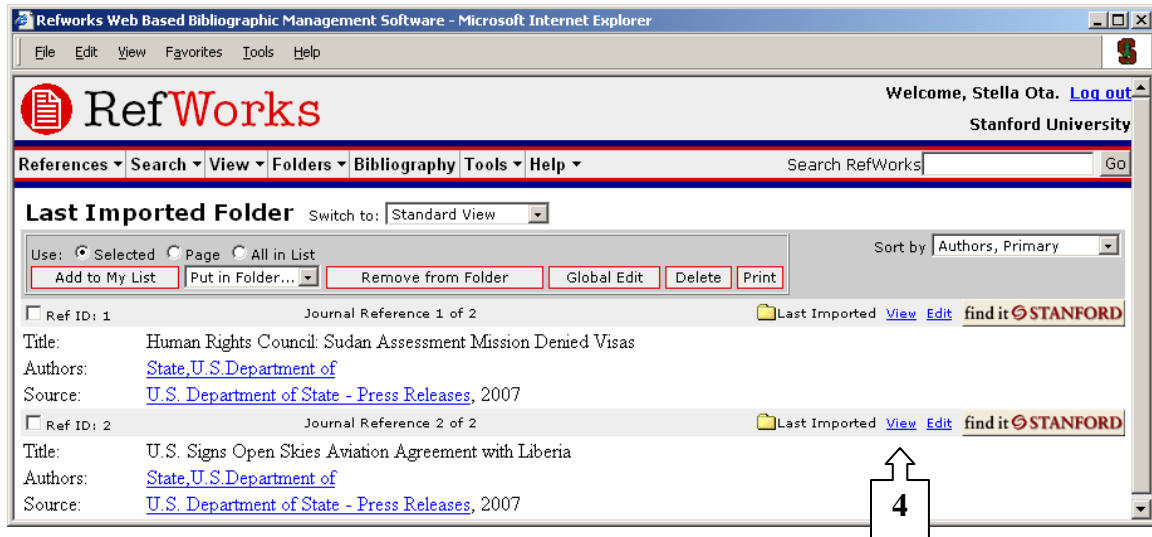 Refworks Web Based Bibliographic Management Software - Microsoft Internet Explorer
File Edit View Favorites Tools Help
RefWorks
Welcome, Stella Ota. Log out
Stanford University
References Search View Folders Bibliography Tools Help Search RefWorks Go
Last Imported Folder Switch to: Standard View
Use: Selected Page All in List
Sort by Authors, Primary
Add to My List Put in Folder... Remove from Folder Global Edit Delete Print
Ref ID: 1 Journal Reference 1 of 2 Last Imported View Edit find it STANFORD
Title: Human Rights Council: Sudan Assessment Mission Denied Visas
Authors: State,U.S.Department of
Source: U.S. Department of State - Press Releases, 2007
Ref ID: 2 Journal Reference 2 of 2 Last Imported View Edit find it STANFORD
Title: U.S. Signs Open Skies Aviation Agreement with Liberia
Authors: State,U.S.Department of
Source: U.S. Department of State - Press Releases, 2007
4